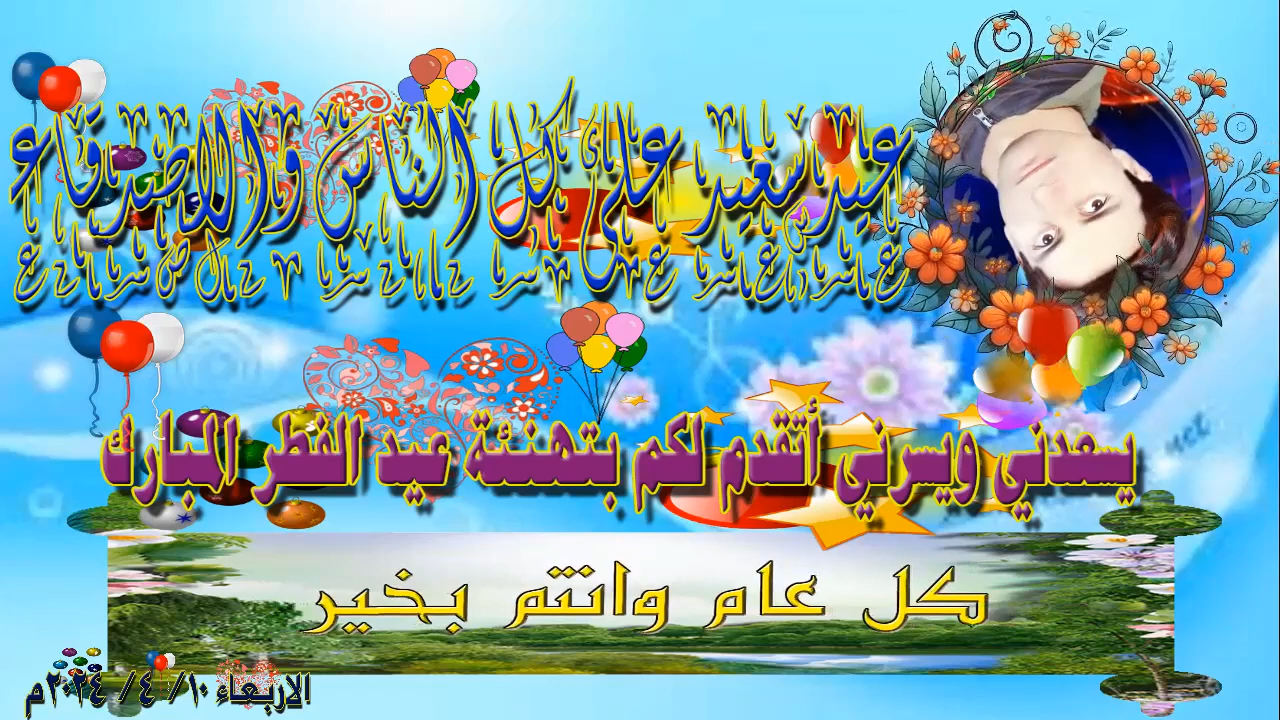 عيد سعيد على كل الناس والاصدقاء
يسعدني ويسرني أتقدم لكم بتهنئة عيد الفطر المبارك
كل عام وانتم بخير
الاربعاء ١٠/ ٤/ ٢٠٢٤م